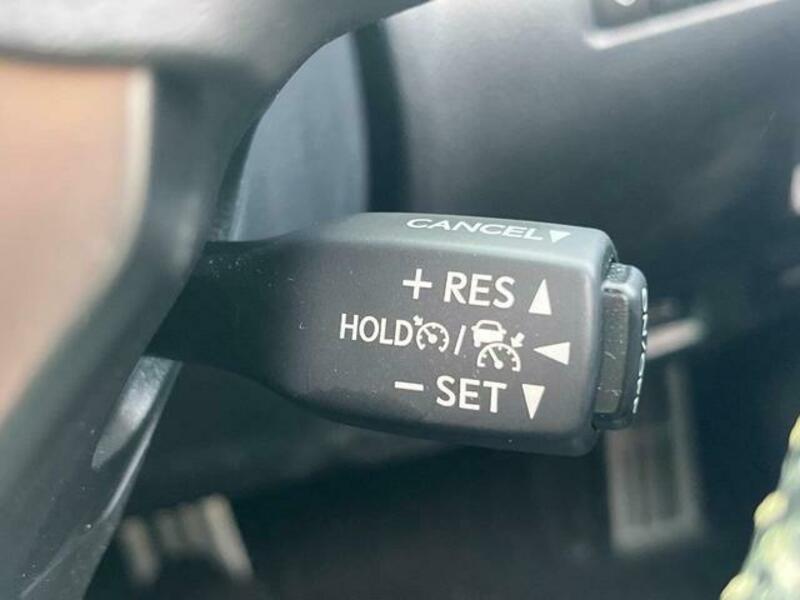 CANCEL
+ RES
HOLD /
− SET